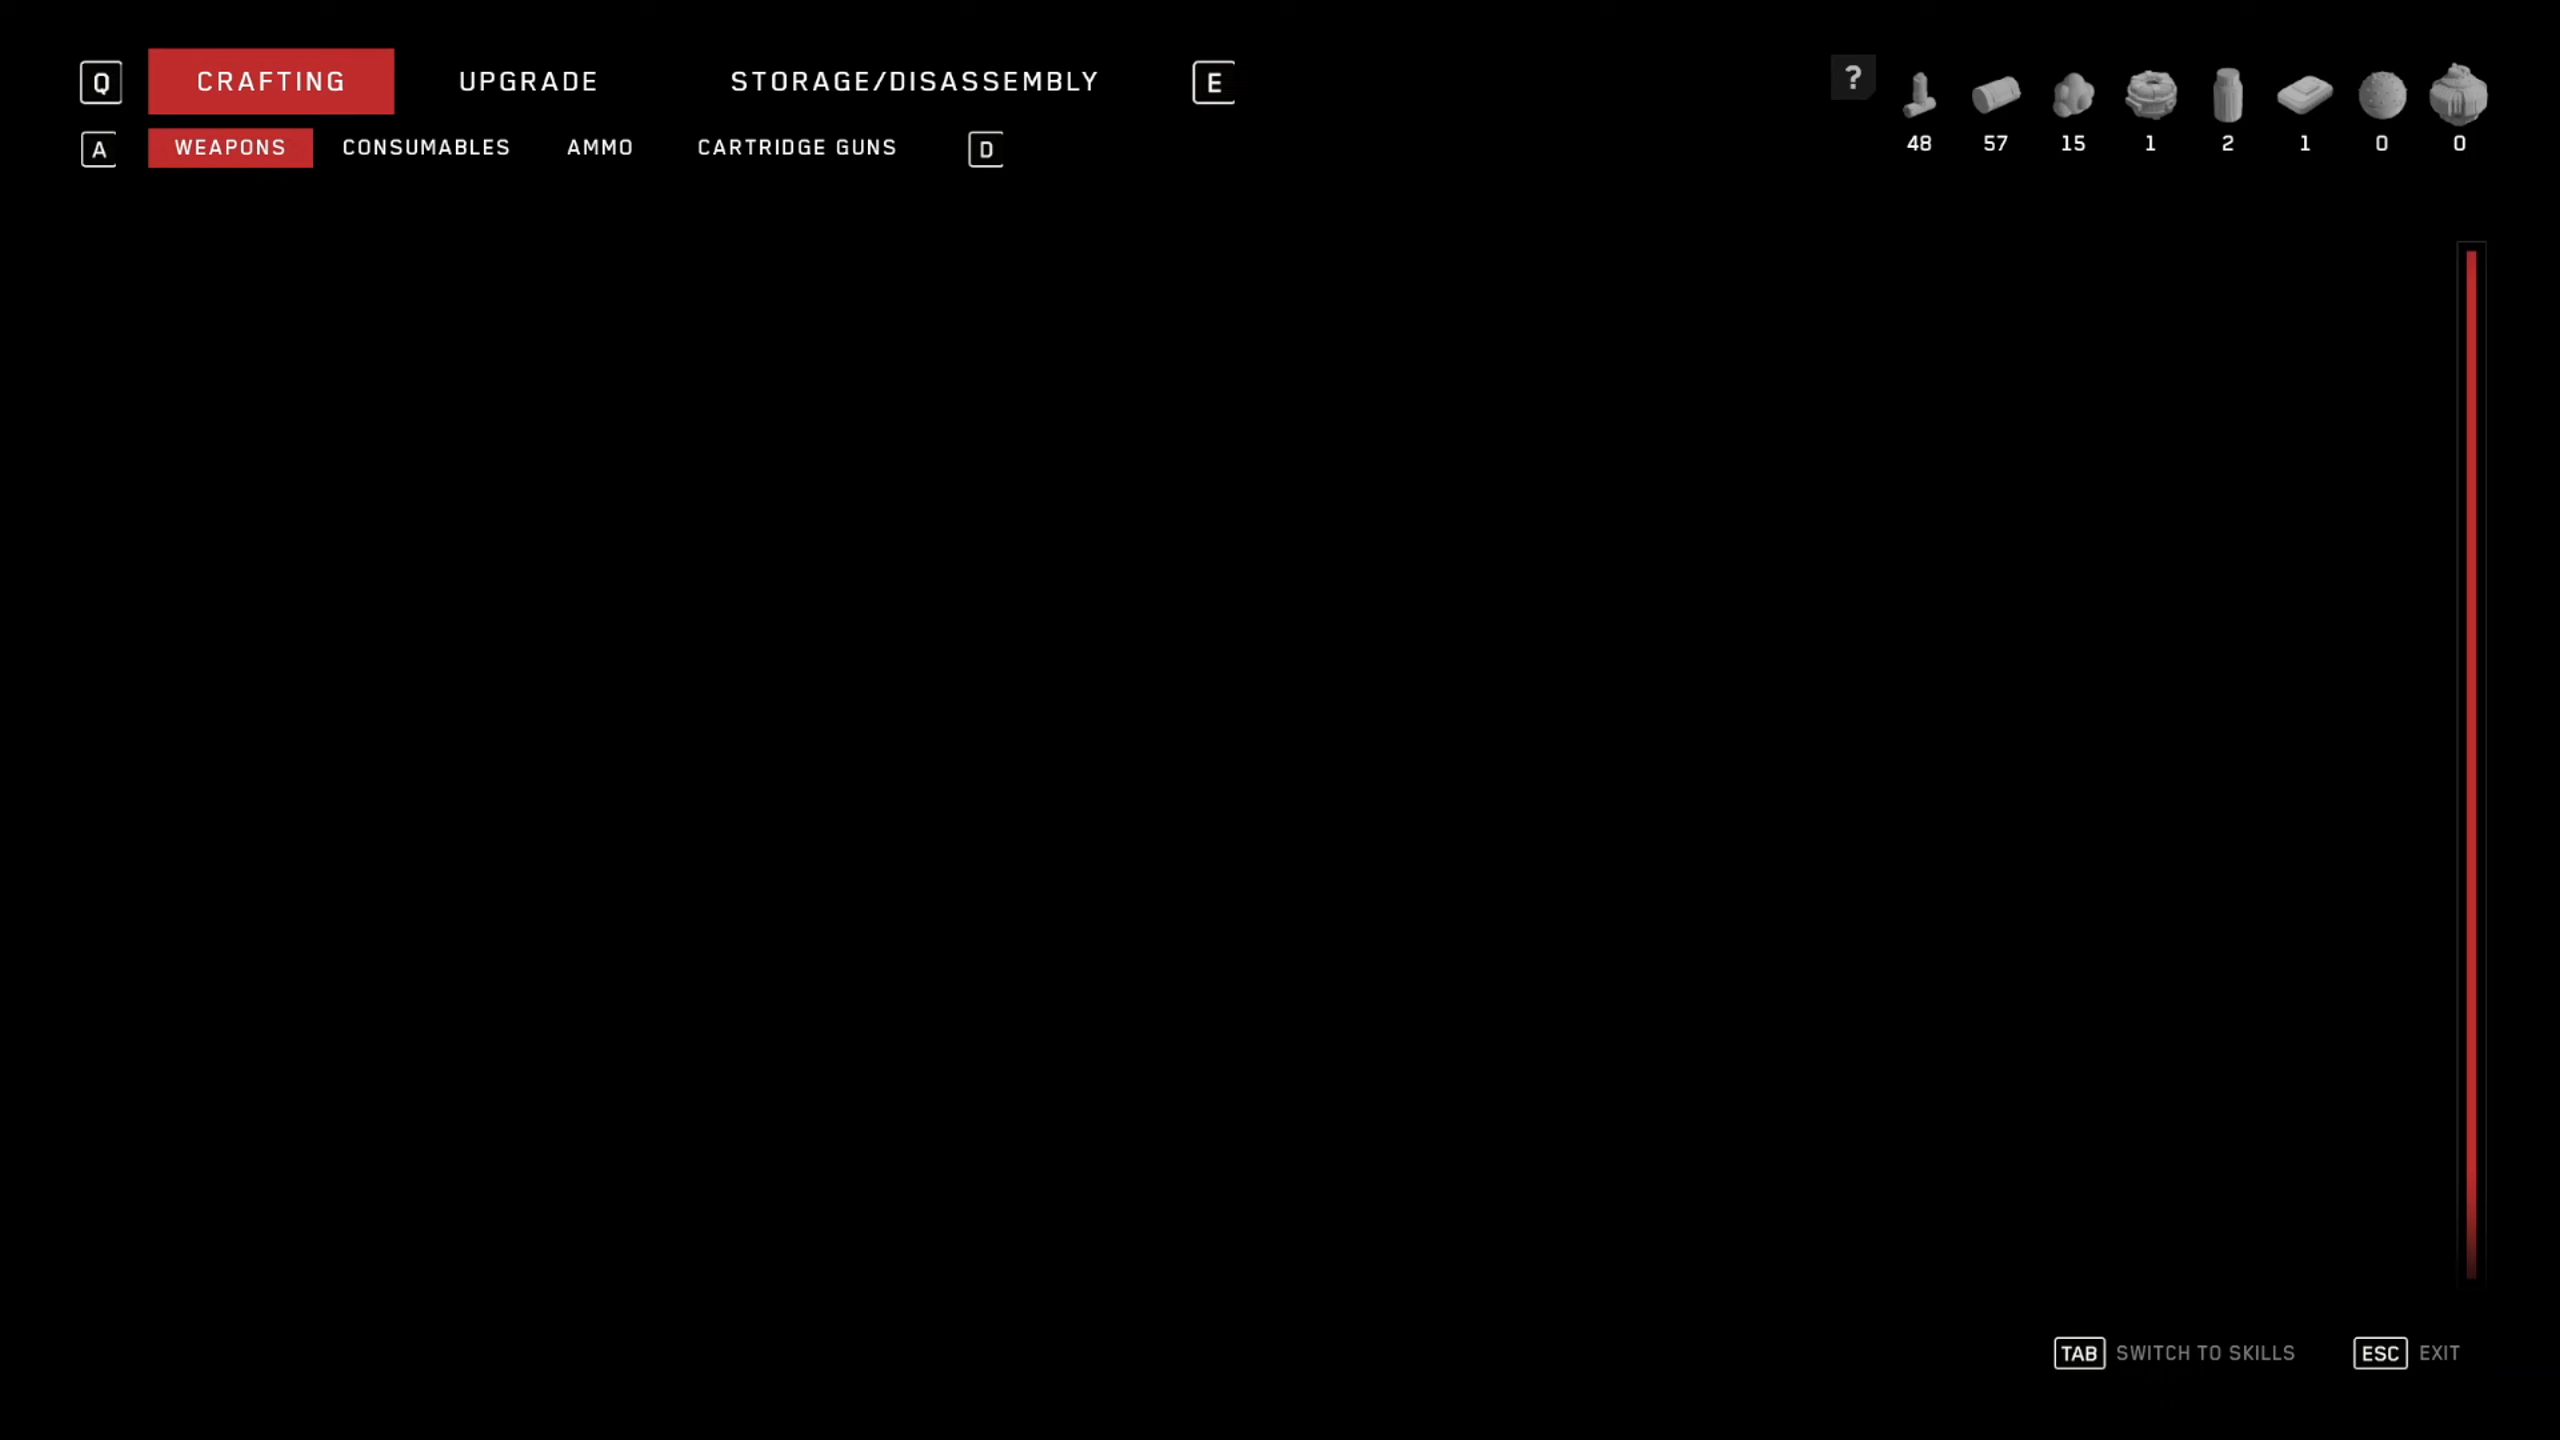 Q CRAFTING UPGRADE STORAGE/DISASSEMBLY E ?
A WEAPONS CONSUMABLES AMMO CARTRIDGE GUNS D 48 57 15 1 2 1 0 0
TAB SWITCH TO SKILLS ESC EXIT